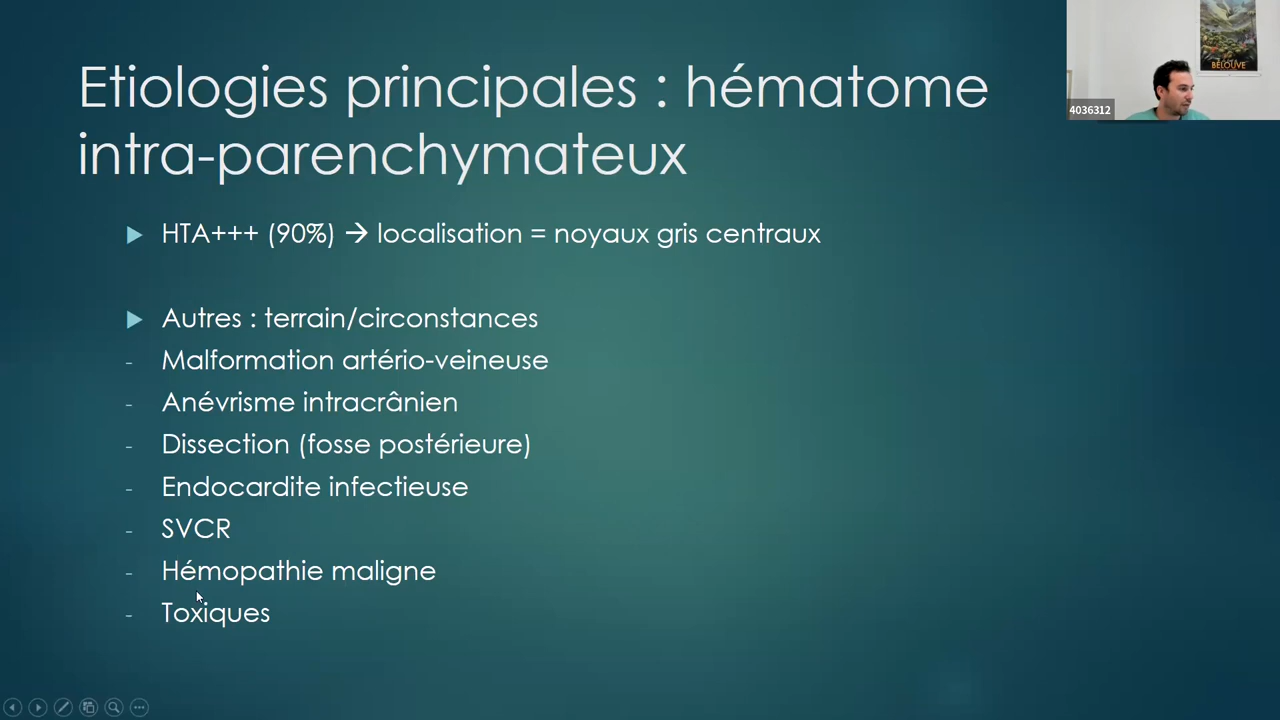 Etiologies principales : hématome
intra-parenchymateux
BÉLOUVE
4036312
HTA+++ (90%) → localisation = noyaux gris centraux
Autres : terrain/circonstances
- Malformation artério-veineuse
- Anévrisme intracrânien
- Dissection (fosse postérieure)
- Endocardite infectieuse
- SVCR
- Hémopathie maligne
- Toxiques